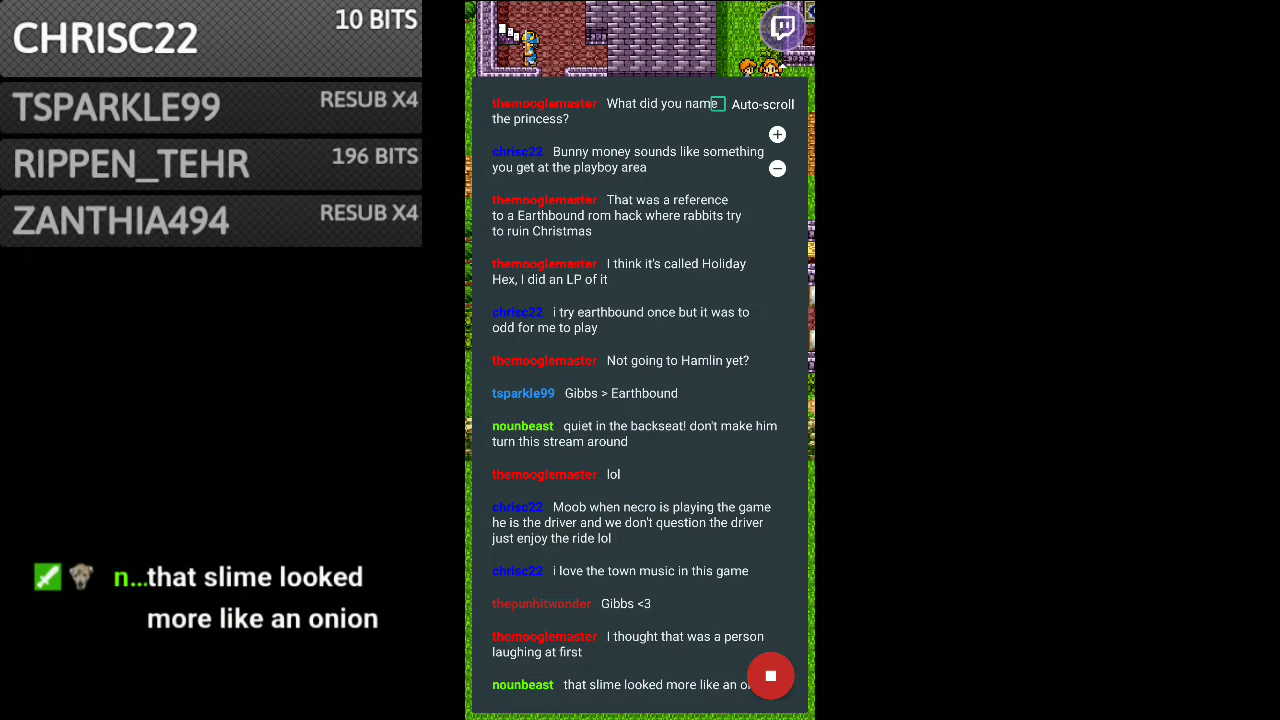 CHRISC22 10 BITS
TSPARKLE99 RESUB X4
RIPPEN_TEHR 196 BITS
ZANTHIA494 RESUB X4
n...that slime looked
more like an onion
Auto-scroll
themooglemaster What did you name
the princess?
chrisc22 Bunny money sounds like something
you get at the playboy area
themooglemaster That was a reference
to a Earthbound rom hack where rabbits try
to ruin Christmas
themooglemaster I think it's called Holiday
Hex, I did an LP of it
chrisc22 i try earthbound once but it was to
odd for me to play
themooglemaster Not going to Hamlin yet?
tsparkle99 Gibbs > Earthbound
nounbeast quiet in the backseat! don't make him
turn this stream around
themooglemaster lol
chrisc22 Moob when necro is playing the game
he is the driver and we don't question the driver
just enjoy the ride lol
chrisc22 i love the town music in this game
thepunhitwonder Gibbs <3
themooglemaster I thought that was a person
laughing at first
nounbeast that slime looked more like an